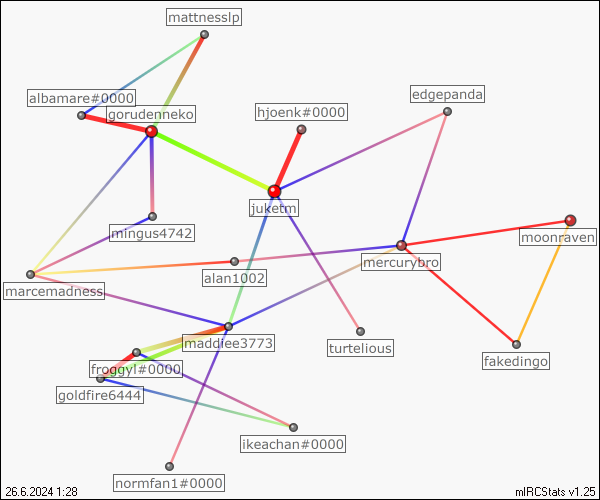 mattnesslp
albamare#0000
edgepanda
gorudenneko
hjoenk#0000
juketm
mingus4742
moonraven
mercurybro
alan1002
marcemadness
maddiee3773
turtelious
fakedingo
froggyl#0000
goldfire6444
ikeachan#0000
normfan1#0000
26.6.2024 1:28
mIRCStats v1.25